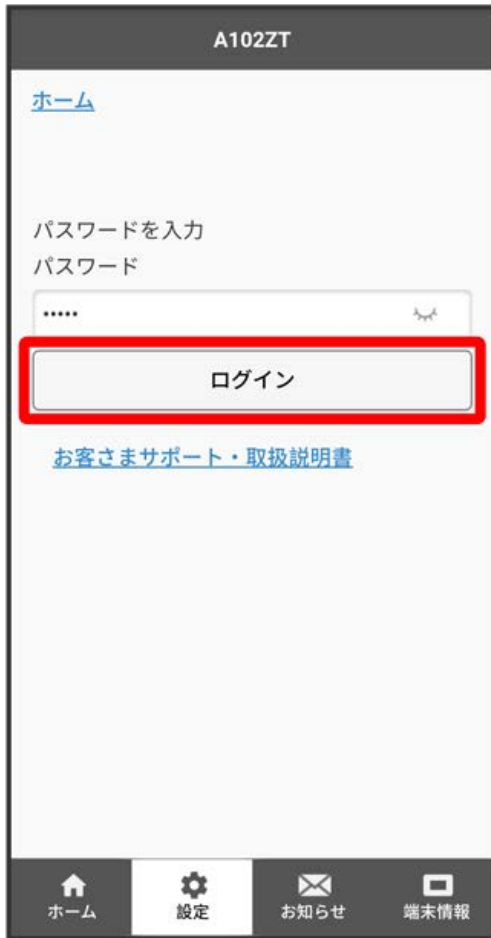 A102ZT
ホーム
パスワードを入力
パスワード
•••••
ログイン
お客さまサポート・取扱説明書
ホーム
設定
お知らせ
端末情報